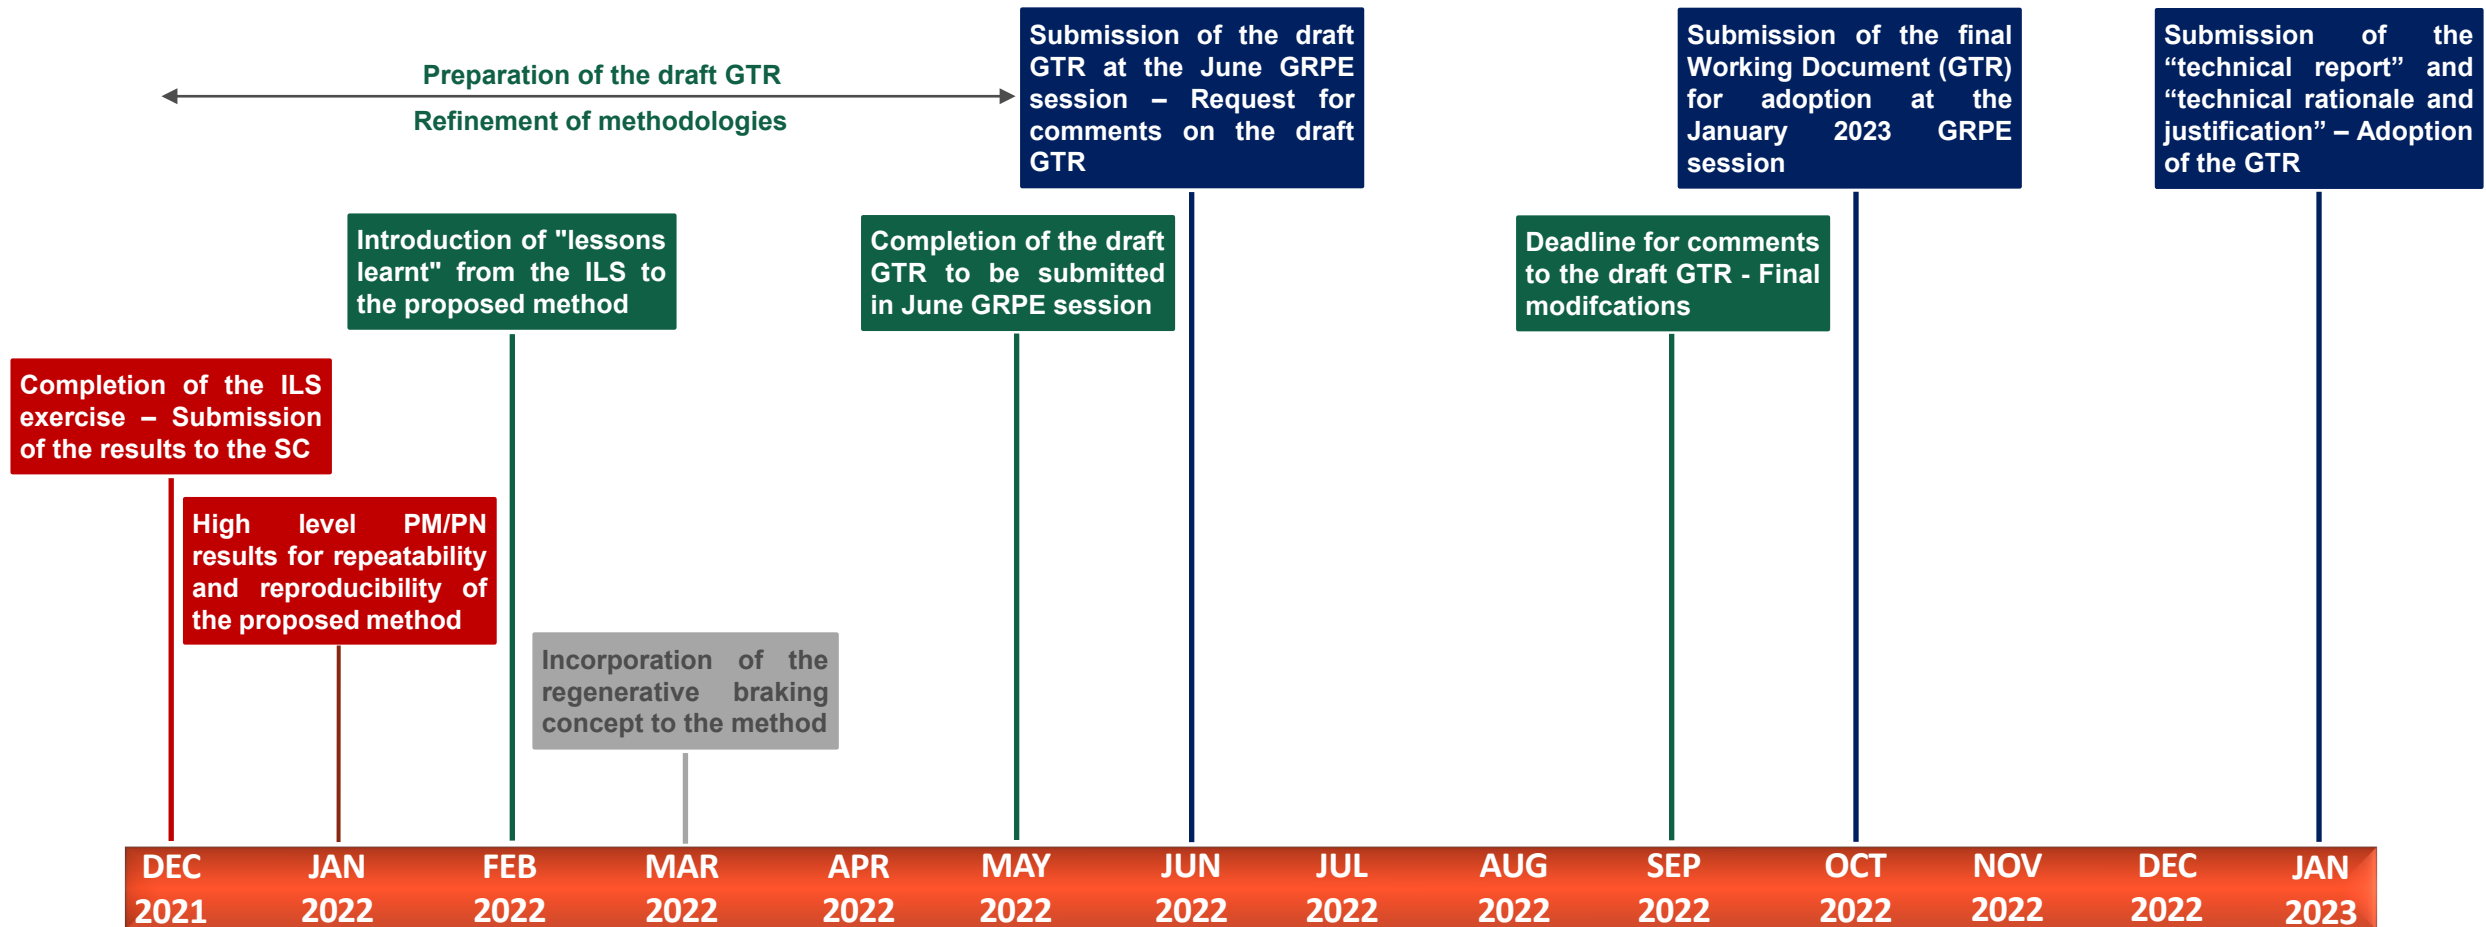 Preparation of the draft GTR
Refinement of methodologies
Submission of the draft
GTR at the June GRPE
session – Request for
comments on the draft
GTR
Submission of the final
Working Document (GTR)
for adoption at the
January 2023 GRPE
session
Submission of the
“technical report” and
“technical rationale and
justification” – Adoption
of the GTR
Introduction of "lessons
learnt" from the ILS to
the proposed method
Completion of the draft
GTR to be submitted
in June GRPE session
Deadline for comments
to the draft GTR - Final
modifcations
Completion of the ILS
exercise – Submission
of the results to the SC
High level PM/PN
results for repeatability
and reproducibility of
the proposed method
Incorporation of the
regenerative braking
concept to the method
DEC JAN FEB MAR APR MAY JUN JUL AUG SEP OCT NOV DEC JAN
2021 2022 2022 2022 2022 2022 2022 2022 2022 2022 2022 2022 2022 2023